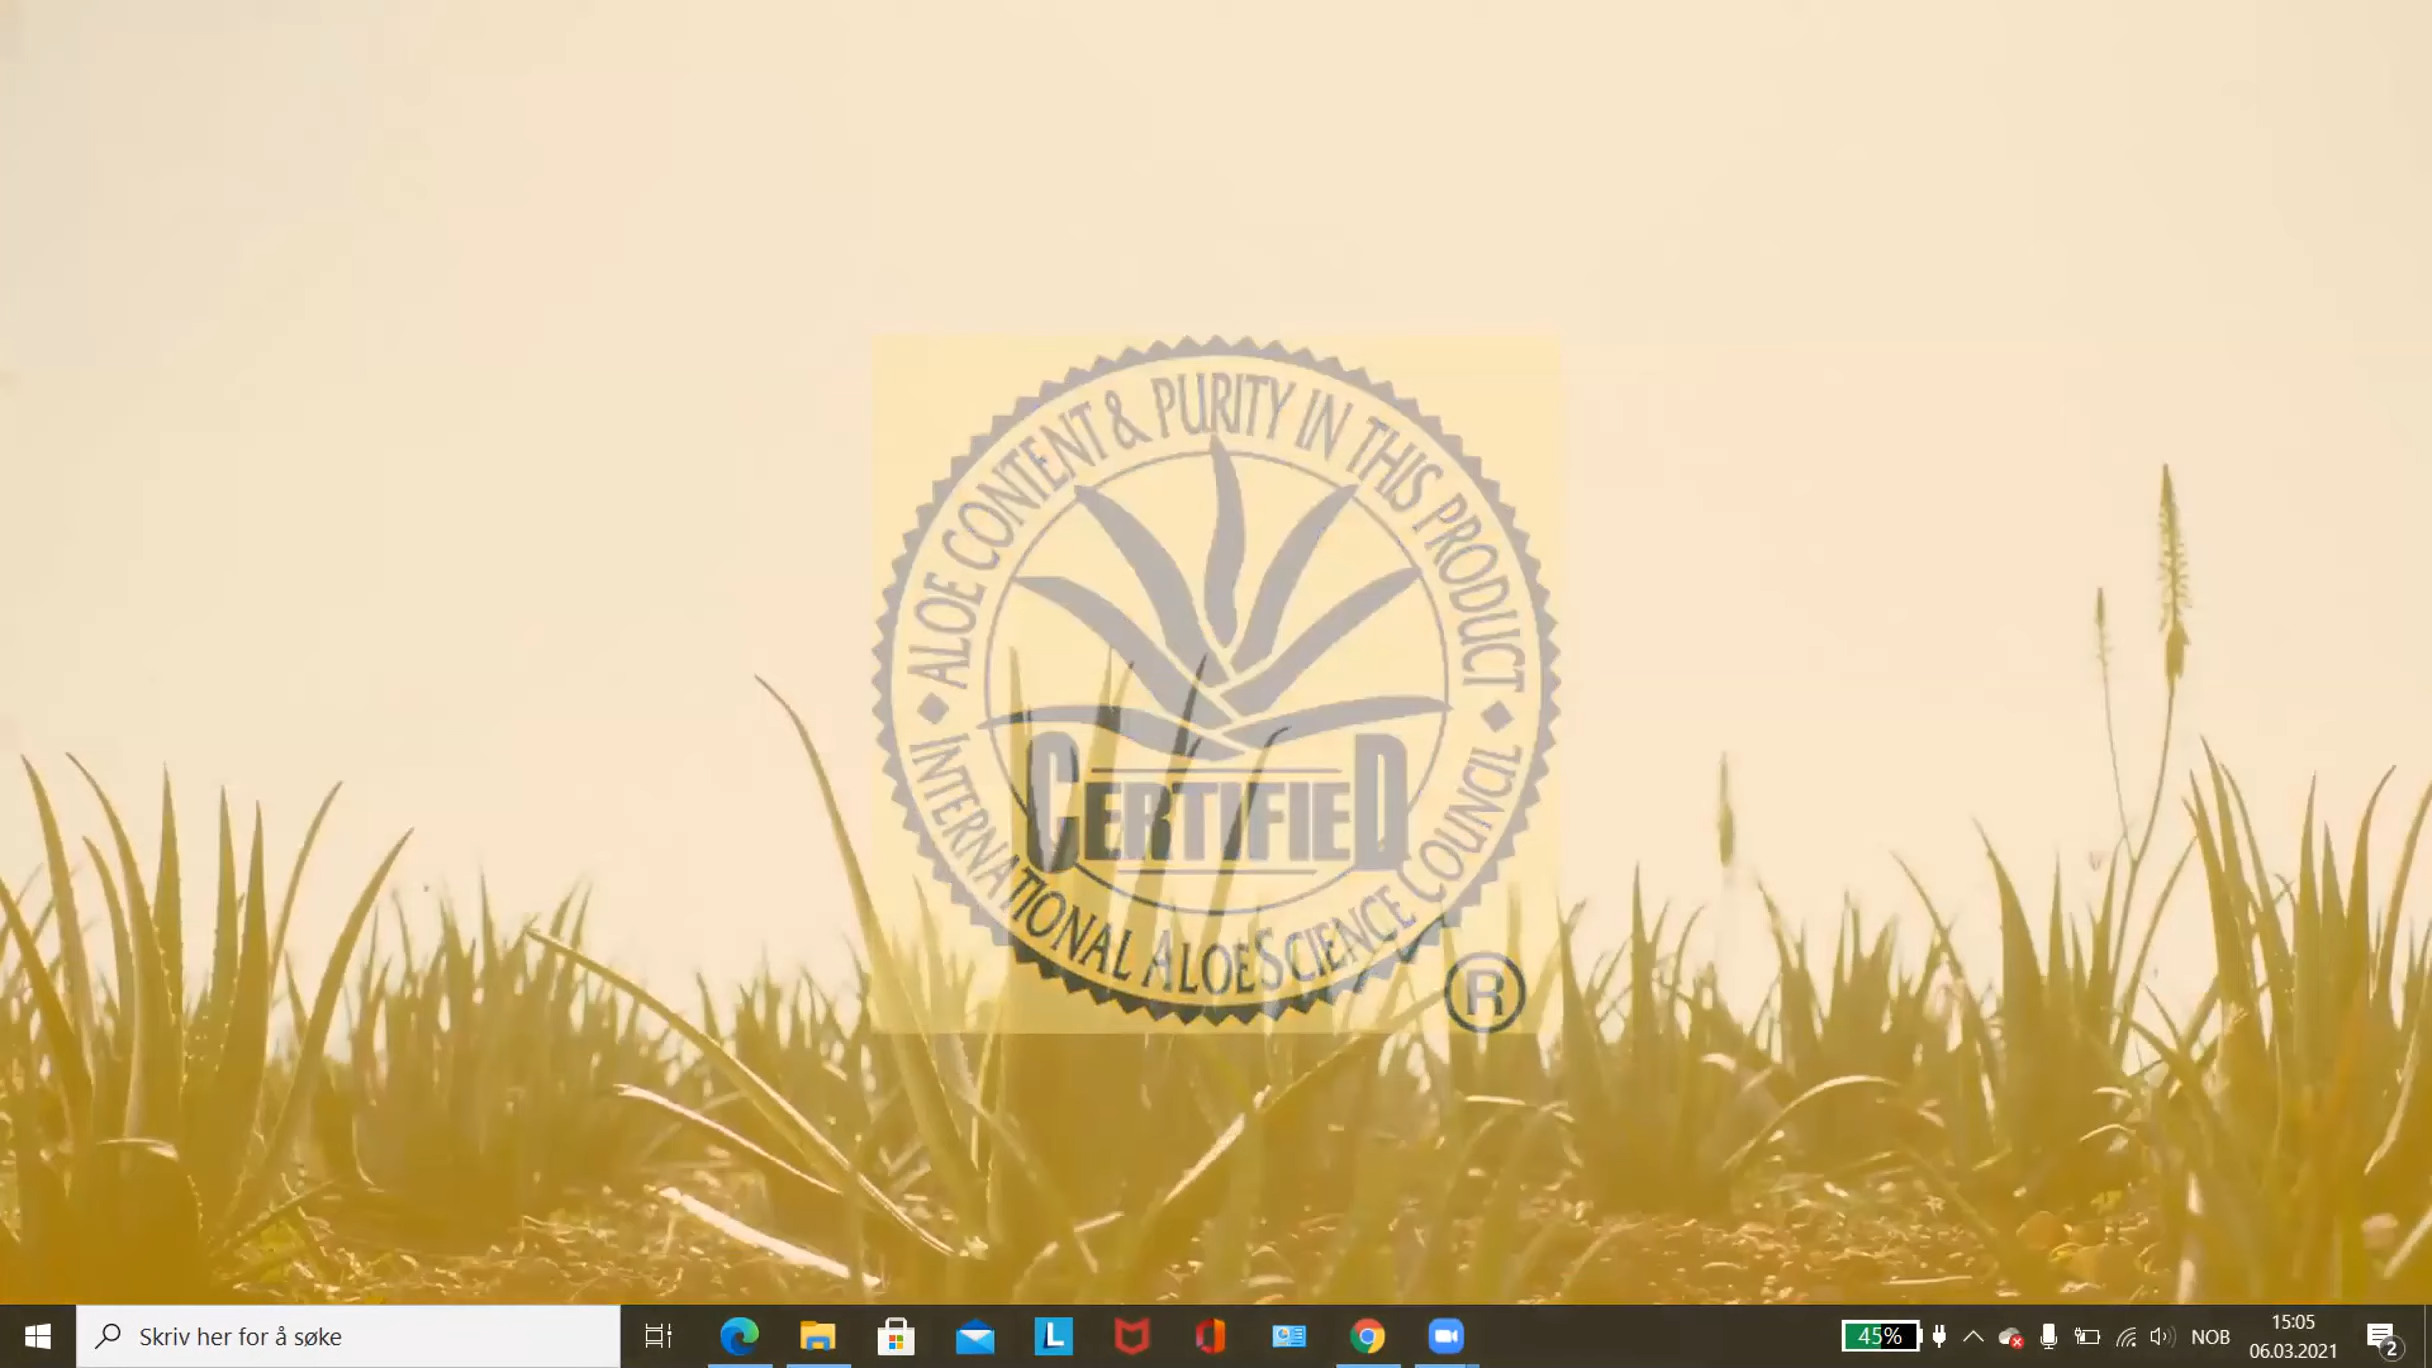 ALOE CONTENT & PURITY IN THIS PRODUCT
CERTIFIED
INTERNATIONAL ALOE SCIENCE COUNCIL
®
Skriv her for å søke
L
45%
NOB
15:05
06.03.2021
2